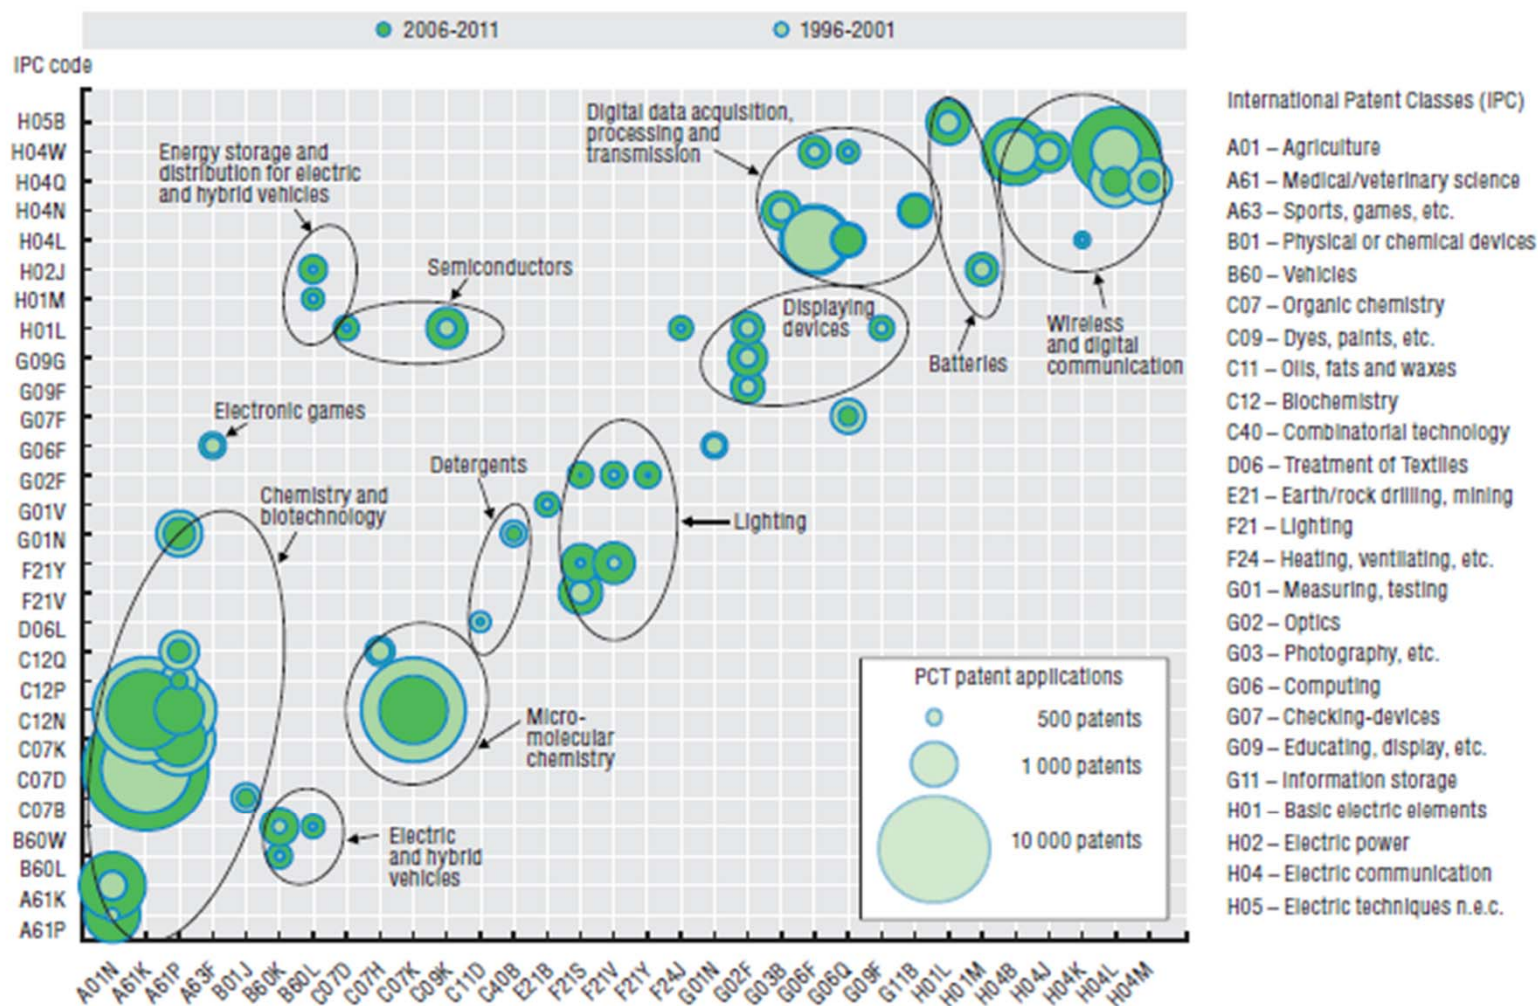 2006-2011
1996-2001
IPC code
H05B
H04W
H04Q
H04N
H04L
H02J
H01M
H01L
G09G
G09F
G07F
G06F
G02F
G01V
G01N
F21Y
F21V
D06L
C12Q
C12P
C12N
C07K
C07D
C07B
B60W
B60L
A61K
A61P
Energy storage and
distribution for electric
and hybrid vehicles
Semiconductors
Digital data acquisition,
processing and
transmission
Displaying
devices
Batteries
Wireless
and digital
communication
Electronic games
Detergents
Chemistry and
biotechnology
Lighting
Micro-
molecular
chemistry
Electric
and hybrid
vehicles
PCT patent applications
500 patents
1 000 patents
10 000 patents
A01N
A61K
A61P
A63F
B01J
B60K
B60L
C07D
C07H
C07K
C09K
C11D
C40B
E21B
F21S
F21V
F21Y
F24J
G01N
G02F
G03B
G06F
G06Q
G09F
G11B
H01L
H01M
H04B
H04J
H04K
H04L
H04M
International Patent Classes (IPC)
A01 – Agriculture
A61 – Medical/veterinary science
A63 – Sports, games, etc.
B01 – Physical or chemical devices
B60 – Vehicles
C07 – Organic chemistry
C09 – Dyes, paints, etc.
C11 – Oils, fats and waxes
C12 – Biochemistry
C40 – Combinatorial technology
D06 – Treatment of Textiles
E21 – Earth/rock drilling, mining
F21 – Lighting
F24 – Heating, ventilating, etc.
G01 – Measuring, testing
G02 – Optics
G03 – Photography, etc.
G06 – Computing
G07 – Checking-devices
G09 – Educating, display, etc.
G11 – Information storage
H01 – Basic electric elements
H02 – Electric power
H04 – Electric communication
H05 – Electric techniques n.e.c.